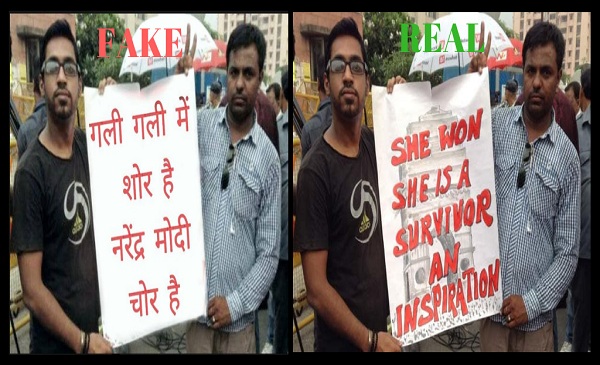 FAKE
गली गली में
शोर है
नरेंद्र मोदी
चोर है
REAL
SHE WON
SHE IS A
SURVIVOR
AN
INSPIRATION